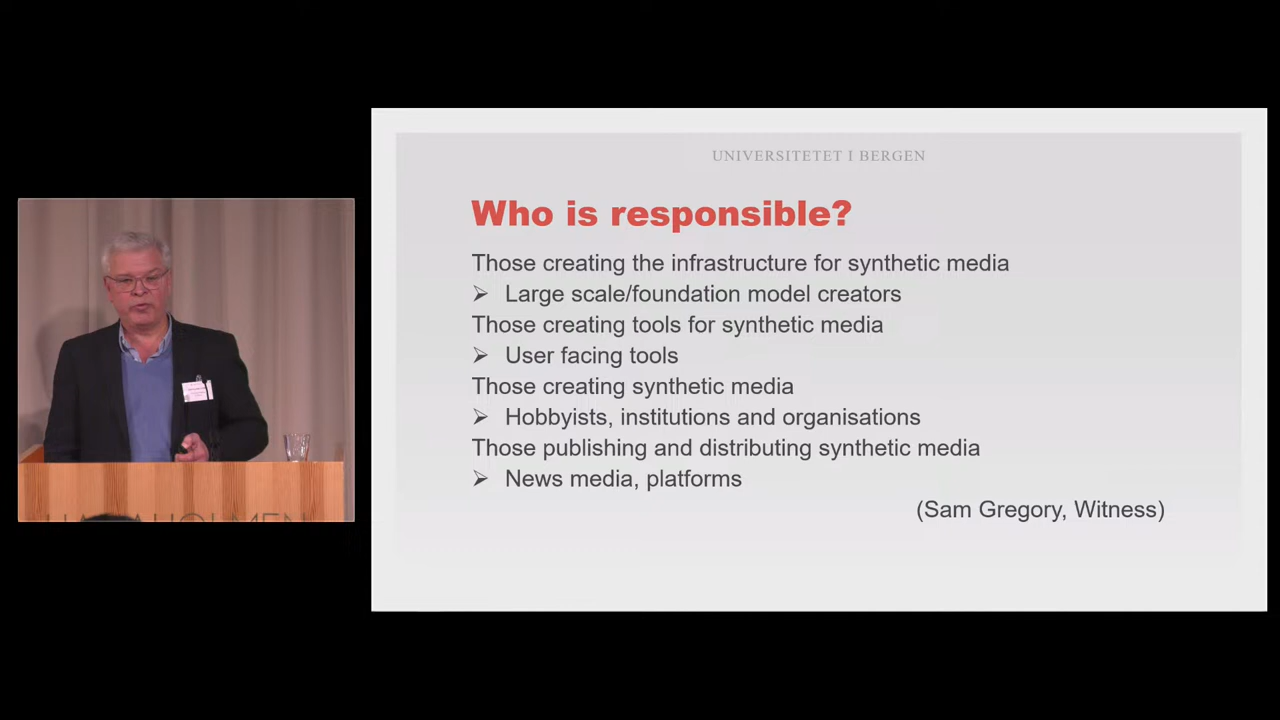 UNIVERSITETET I BERGEN
Who is responsible?
Those creating the infrastructure for synthetic media
➢ Large scale/foundation model creators
Those creating tools for synthetic media
➢ User facing tools
Those creating synthetic media
➢ Hobbyists, institutions and organisations
Those publishing and distributing synthetic media
➢ News media, platforms
(Sam Gregory, Witness)